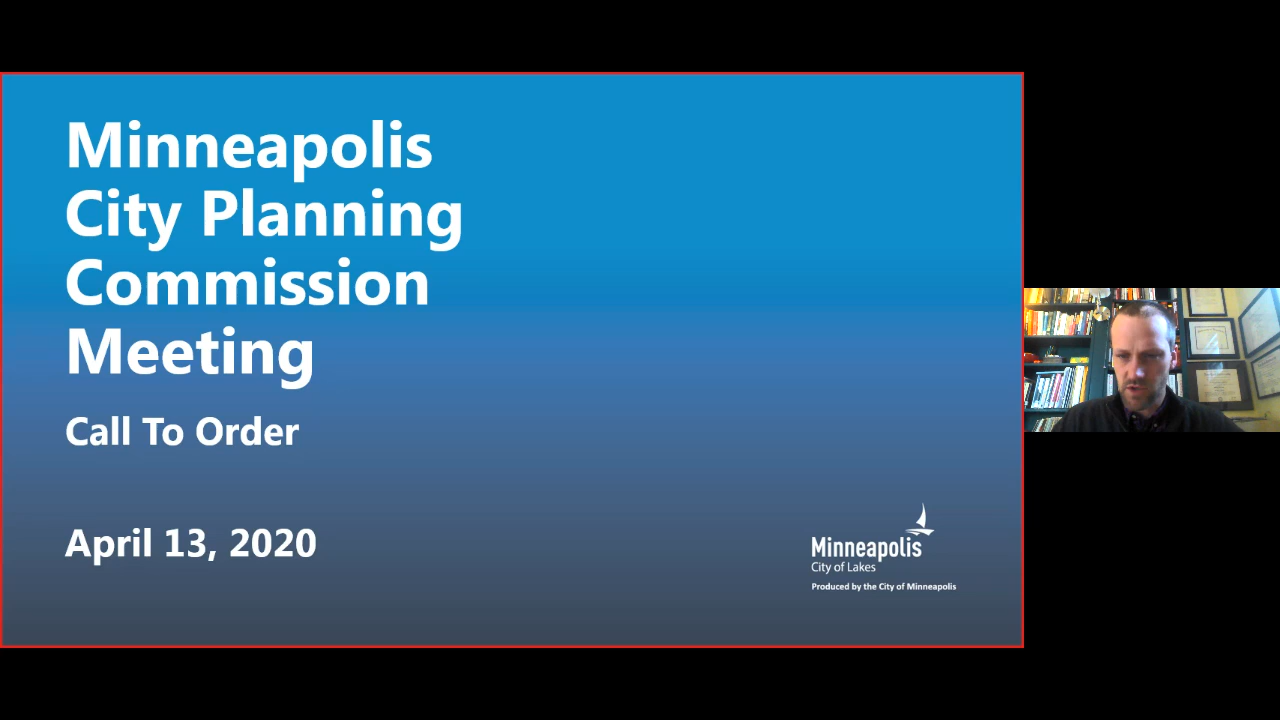 Minneapolis
City Planning
Commission
Meeting
Call To Order
April 13, 2020
Minneapolis
City of Lakes
Produced by the City of Minneapolis